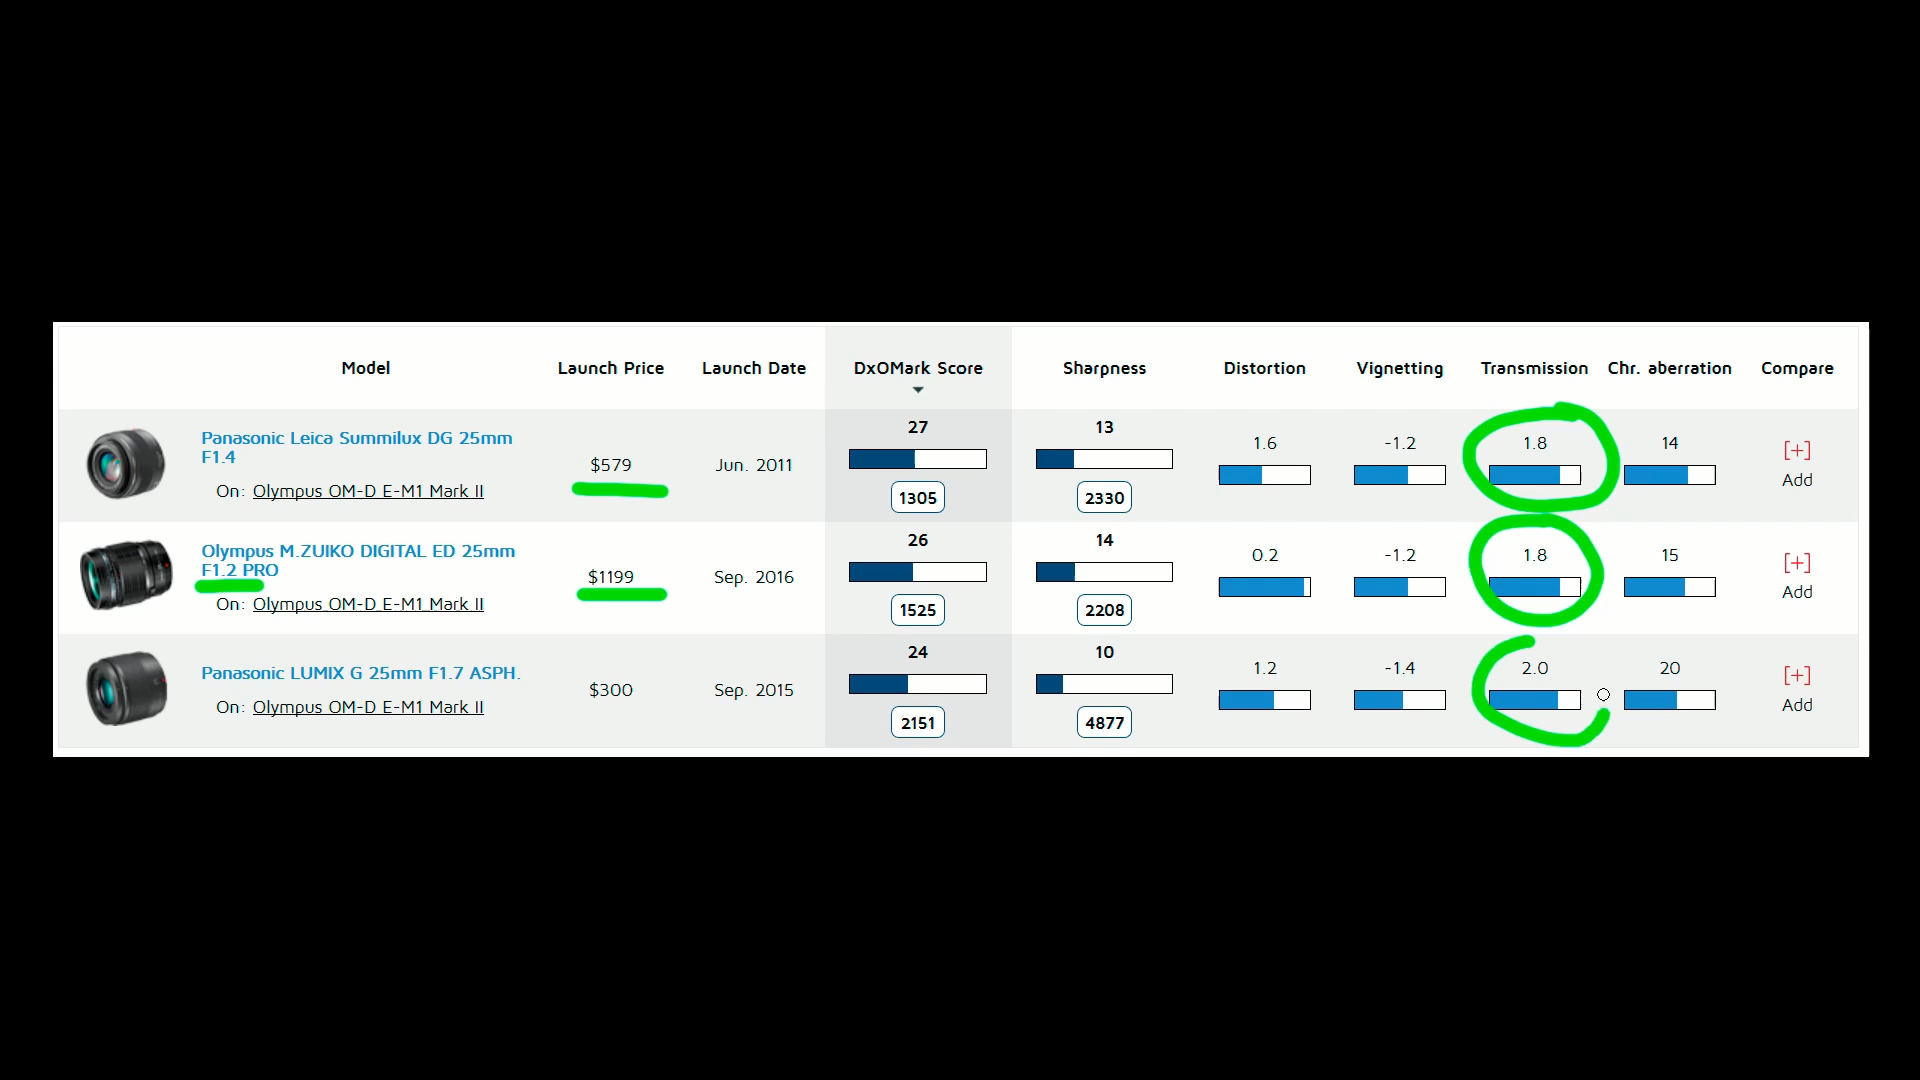 Model Launch Price Launch Date DxOMark Score Sharpness Distortion Vignetting Transmission Chr. aberration Compare
Panasonic Leica Summilux DG 25mm
F1.4
On: Olympus OM-D E-M1 Mark II
$579
Jun. 2011
27
1305
13
2330
1.6
-1.2
1.8
14
[+]
Add
Olympus M.ZUIKO DIGITAL ED 25mm
F1.2 PRO
On: Olympus OM-D E-M1 Mark II
$1199
Sep. 2016
26
1525
14
2208
0.2
-1.2
1.8
15
[+]
Add
Panasonic LUMIX G 25mm F1.7 ASPH.
On: Olympus OM-D E-M1 Mark II
$300
Sep. 2015
24
2151
10
4877
1.2
-1.4
2.0
20
[+]
Add